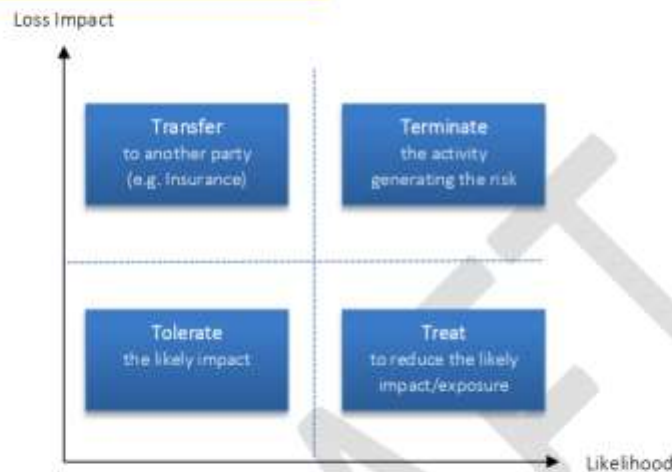 Loss Impact
Transfer
to another party
(e.g. Insurance)
Terminate
the activity
generating the risk
Tolerate
the likely impact
Treat
to reduce the likely
impact/exposure
Likelihood